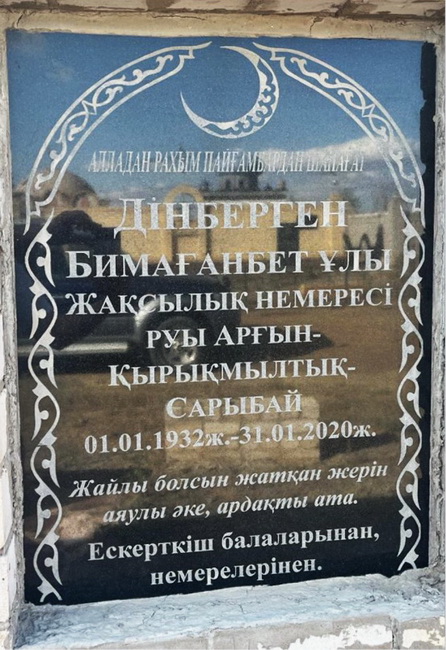 АЛЛАДАН РАХЫМ ПАЙҒАМБАРДАН ШАПАҒАТ
ДІНБЕРГЕН
БИМАҒАНБЕТ ҰЛЫ
ЖАҚСЫЛЫҚ НЕМЕРЕСІ
РУЫ АРҒЫН-
ҚЫРЫҚМЫЛТЫҚ-
САРЫБАЙ
01.01.1932ж.-31.01.2020ж.
Жайлы болсын жатқан жерін
аяулы әке, ардақты ата.
Ескерткіш балаларынан,
немерелерінен.